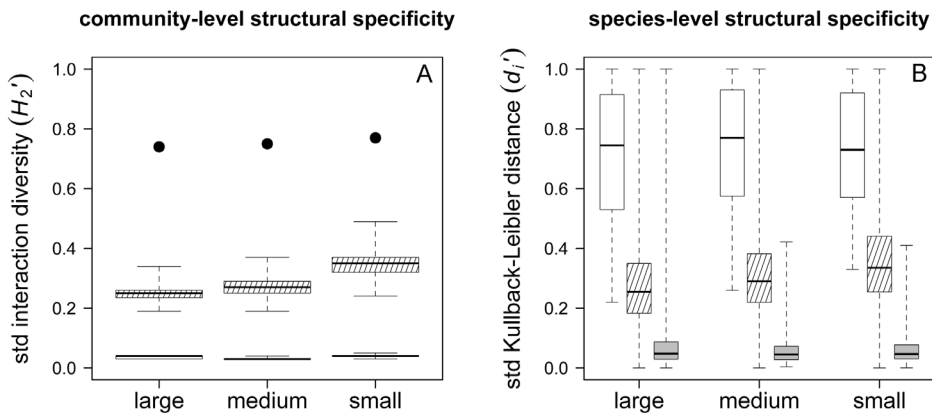 community-level structural specificity
A
std interaction diversity (H2′)
1.0
0.8
0.6
0.4
0.2
0.0
large medium small
species-level structural specificity
B
std Kullback-Leibler distance (di′)
1.0
0.8
0.6
0.4
0.2
0.0
large medium small